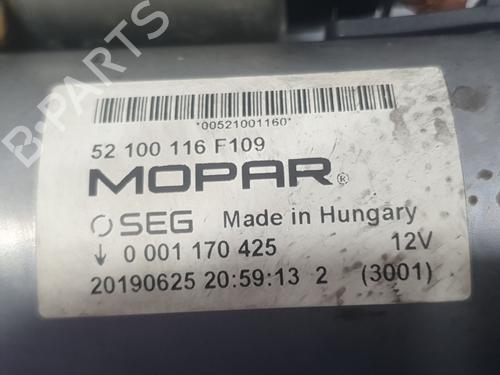 *00521001160*
52 100 116 F109
MOPAR®
SEG Made in Hungary
↓ 0 001 170 425 12V
20190625 20:59:13 2 (3001)
B-PARTS